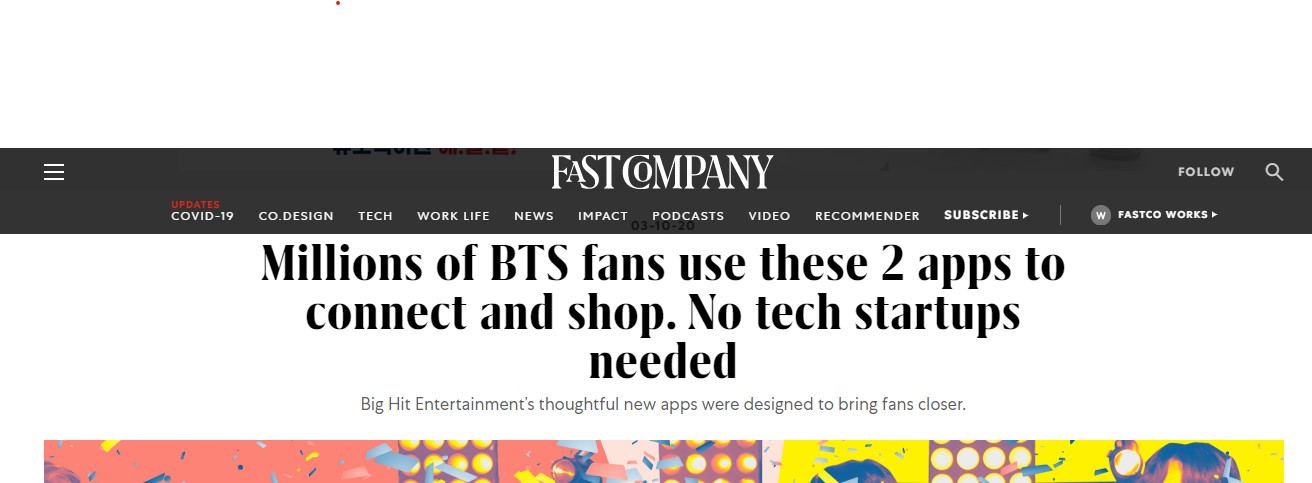 FAST COMPANY
FOLLOW
UPDATES
COVID-19 CO.DESIGN TECH WORK LIFE NEWS IMPACT PODCASTS VIDEO RECOMMENDER SUBSCRIBE W FASTCO WORKS
03-10-20
Millions of BTS fans use these 2 apps to
connect and shop. No tech startups
needed
Big Hit Entertainment's thoughtful new apps were designed to bring fans closer.